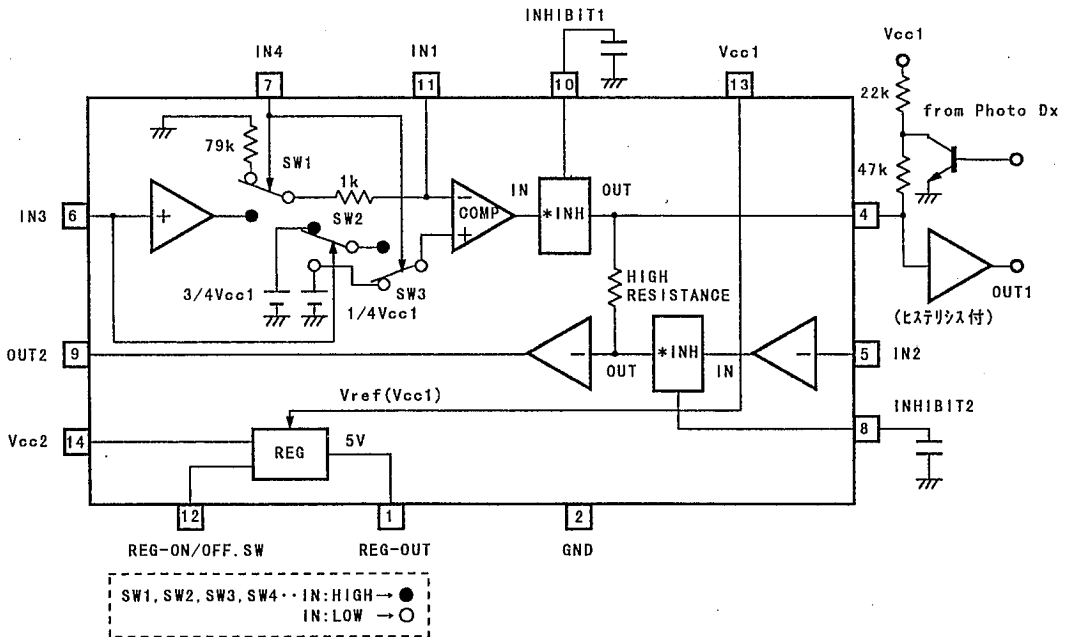 INHIBIT1
IN4
IN1
Vcc1
Vcc1
7
11
10
13
22k
from Photo Dx
79k
SW1
47k
1k
IN
OUT
IN3
6
+
SW2
−
COMP
+
*INH
4
3/4Vcc1
SW3
1/4Vcc1
HIGH
RESISTANCE
OUT1
(ヒステリシス付)
OUT2
9
−
OUT
*INH
IN
−
5
IN2
Vref(Vcc1)
INHIBIT2
8
Vcc2
14
REG
5V
12
1
2
REG-ON/OFF.SW
REG-OUT
GND
SW1,SW2,SW3,SW4··IN:HIGH→●
IN:LOW →○